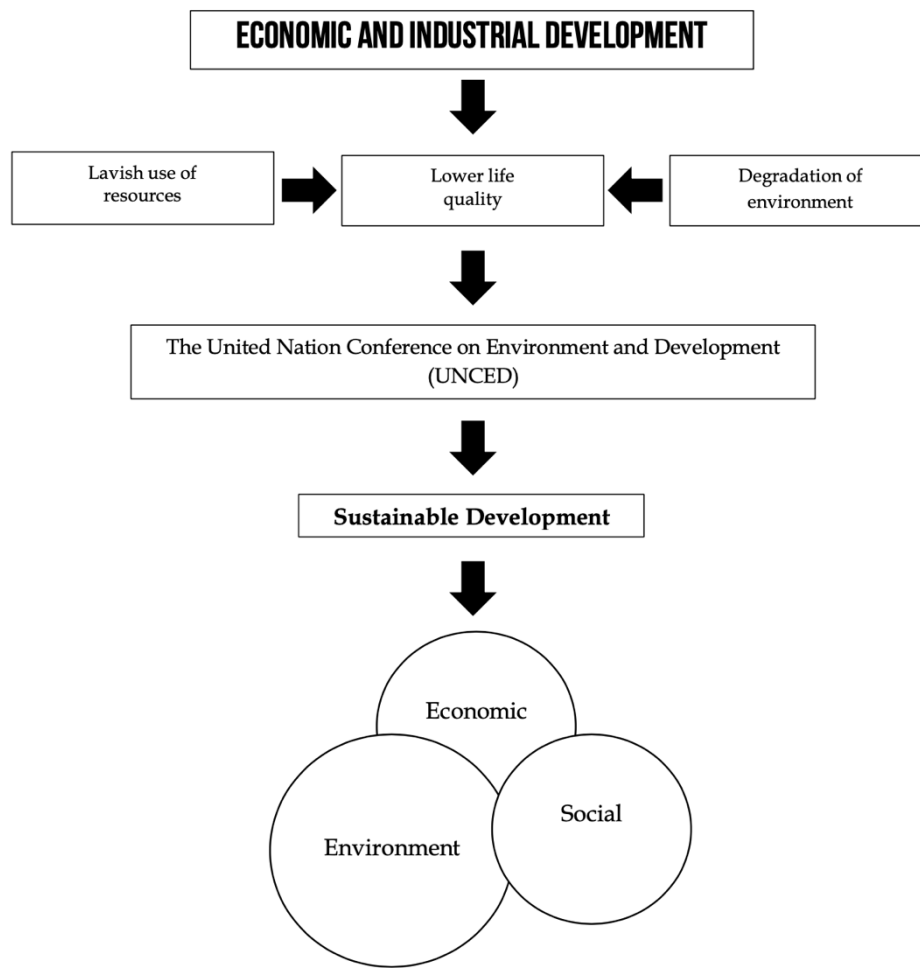 ECONOMIC AND INDUSTRIAL DEVELOPMENT
Lavish use of
resources
Lower life
quality
Degradation of
environment
The United Nation Conference on Environment and Development
(UNCED)
Sustainable Development
Economic
Social
Environment